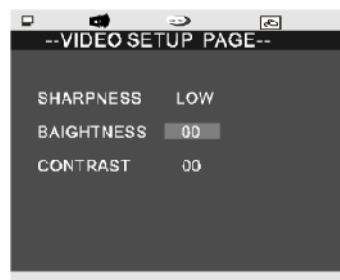 --VIDEO SETUP PAGE--
SHARPNESS LOW
BAIGHTNESS 00
CONTRAST 00